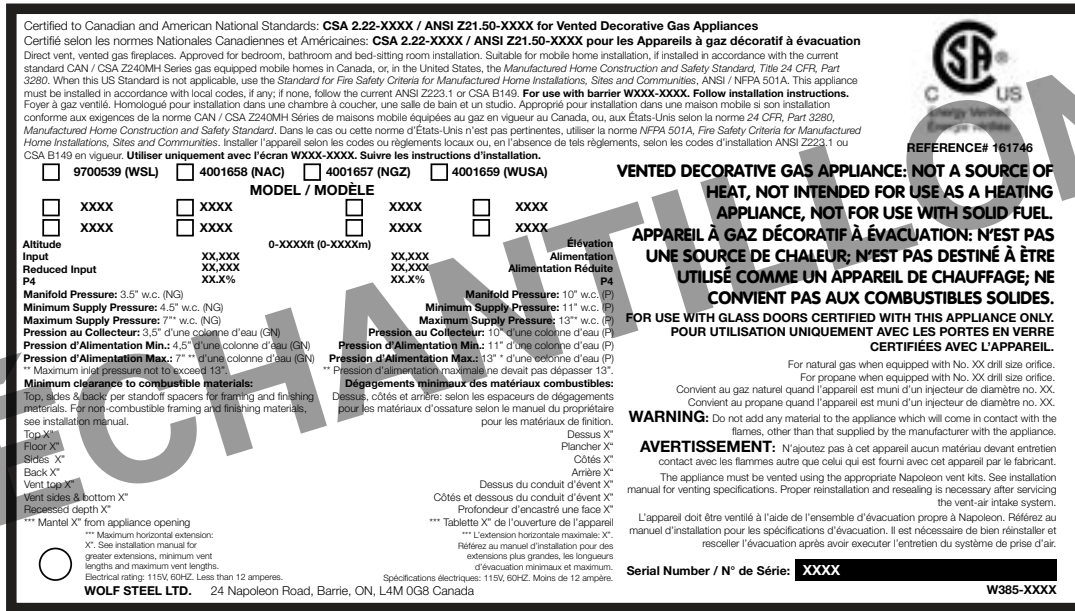 Certified to Canadian and American National Standards: CSA 2.22-XXXX / ANSI Z21.50-XXXX for Vented Decorative Gas Appliances
Certifié selon les normes Nationales Canadiennes et Américaines: CSA 2.22-XXXX / ANSI Z21.50-XXXX pour les Appareils à gaz décoratif à évacuation
Direct vent, vented gas fireplaces. Approved for bedroom, bathroom and bed-sitting room installation. Suitable for mobile home installation, if installed in accordance with the current
standard CAN / CSA Z240MH Series gas equipped mobile homes in Canada, or, in the United States, the Manufactured Home Construction and Safety Standard, Title 24 CFR, Part
3280. When this US Standard is not applicable, use the Standard for Fire Safety Criteria for Manufactured Home Installations, Sites and Communities, ANSI / NFPA 501A. This appliance
must be installed in accordance with local codes, if any; if none, follow the current ANSI Z223.1 or CSA B149. For use with barrier WXXX-XXXX. Follow installation instructions.
Foyer à gaz ventilé. Homologué pour installation dans une chambre à coucher, une salle de bain et un studio. Approprié pour installation dans une maison mobile si son installation
conforme aux exigences de la norme CAN / CSA Z240MH Séries de maisons mobile équipées au gaz en vigueur au Canada, ou, aux États-Unis selon la norme 24 CFR, Part 3280,
Manufactured Home Construction and Safety Standard. Dans le cas ou cette norme d'États-Unis n'est pas pertinentes, utiliser la norme NFPA 501A, Fire Safety Criteria for Manufactured
Home Installations, Sites and Communities. Installer l'appareil selon les codes ou règlements locaux ou, en l'absence de tels règlements, selon les codes d'installation ANSI Z223.1 ou
CSA B149 en vigueur. Utiliser uniquement avec l'écran WXXX-XXXX. Suivre les instructions d'installation.
SA
®
C US
Energy Verified
Énergie vérifiée
REFERENCE# 161746
9700539 (WSL) 4001658 (NAC) 4001657 (NGZ) 4001659 (WUSA)
MODEL / MODÈLE
XXXX XXXX XXXX XXXX
XXXX XXXX XXXX XXXX
Altitude 0-XXXXft (0-XXXXm) Élévation
Input XX,XXX XX,XXX Alimentation
Reduced Input XX,XXX XX,XXX Alimentation Réduite
P4 XX.X% XX.X% P4
Manifold Pressure: 3.5" w.c. (NG) Manifold Pressure: 10" w.c. (P)
Minimum Supply Pressure: 4.5" w.c. (NG) Minimum Supply Pressure: 11" w.c. (P)
Maximum Supply Pressure: 7"* w.c. (NG) Maximum Supply Pressure: 13"* w.c. (P)
Pression au Collecteur: 3,5" d'une colonne d'eau (GN) Pression au Collecteur: 10" d'une colonne d'eau (P)
Pression d'Alimentation Min.: 4,5" d'une colonne d'eau (GN) Pression d'Alimentation Min.: 11" d'une colonne d'eau (P)
Pression d'Alimentation Max.: 7" ** d'une colonne d'eau (GN) Pression d'Alimentation Max.: 13" * d'une colonne d'eau (P)
** Maximum inlet pressure not to exceed 13". ** Pression d'alimentation maximale ne devait pas dépasser 13".
Minimum clearance to combustible materials: Dégagements minimaux des matériaux combustibles:
Top, sides & back: per standoff spacers for framing and finishing Dessus, côtés et arrière: selon les espaceurs de dégagements
materials. For non-combustible framing and finishing materials, pour les matériaux d'ossature selon le manuel du propriétaire
see installation manual. pour les matériaux de finition.
Top X" Dessus X"
Floor X" Plancher X"
Sides X" Côtés X"
Back X" Arrière X"
Vent top X" Dessus du conduit d'évent X"
Vent sides & bottom X" Côtés et dessous du conduit d'évent X"
Recessed depth X" Profondeur d'encastré une face X"
*** Mantel X" from appliance opening *** Tablette X" de l'ouverture de l'appareil
*** Maximum horizontal extension: *** L'extension horizontale maximale: X".
X". See installation manual for Référez au manuel d'installation pour des
greater extensions, minimum vent extensions plus grandes, les longueurs
lengths and maximum vent lengths. d'évacuation minimaux et maximum.
Electrical rating: 115V, 60HZ. Less than 12 amperes. Spécifications électriques: 115V, 60HZ. Moins de 12 ampère.
WOLF STEEL LTD. 24 Napoleon Road, Barrie, ON, L4M 0G8 Canada
VENTED DECORATIVE GAS APPLIANCE: NOT A SOURCE OF
HEAT, NOT INTENDED FOR USE AS A HEATING
APPLIANCE, NOT FOR USE WITH SOLID FUEL.
APPAREIL À GAZ DÉCORATIF À ÉVACUATION: N'EST PAS
UNE SOURCE DE CHALEUR; N'EST PAS DESTINÉ À ÈTRE
UTILISÉ COMME UN APPAREIL DE CHAUFFAGE; NE
CONVIENT PAS AUX COMBUSTIBLES SOLIDES.
FOR USE WITH GLASS DOORS CERTIFIED WITH THIS APPLIANCE ONLY.
POUR UTILISATION UNIQUEMENT AVEC LES PORTES EN VERRE
CERTIFIÉES AVEC L'APPAREIL.
For natural gas when equipped with No. XX drill size orifice.
For propane when equipped with No. XX drill size orifice.
Convient au gaz naturel quand l'appareil est muni d'un injecteur de diamètre no. XX.
Convient au propane quand l'appareil est muni d'un injecteur de diamètre no. XX.
WARNING: Do not add any material to the appliance which will come in contact with the
flames, other than that supplied by the manufacturer with the appliance.
AVERTISSEMENT: N'ajoutez pas à cet appareil aucun matériau devant entretien
contact avec les flammes autre que celui qui est fourni avec cet appareil par le fabricant.
The appliance must be vented using the appropriate Napoleon vent kits. See installation
manual for venting specifications. Proper reinstallation and resealing is necessary after servicing
the vent-air intake system.
L'appareil doit être ventilé à l'aide de l'ensemble d'évacuation propre à Napoleon. Référez au
manuel d'installation pour les spécifications d'évacuation. Il est nécessaire de bien réinstaller et
resceller l'évacuation après avoir executer l'entretien du système de prise d'air.
Serial Number / N° de Série: XXXX
W385-XXXX
ÉCHANTILLON